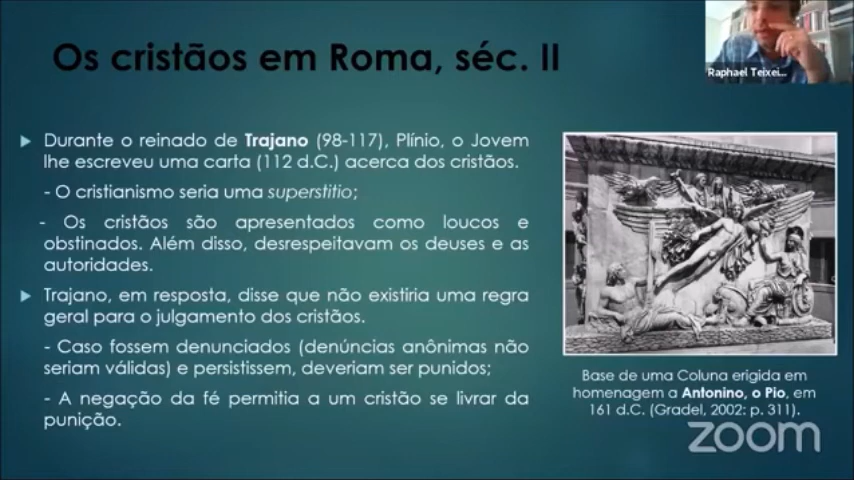 Os cristãos em Roma, séc. II
Raphael Teixei...
Durante o reinado de Trajano (98-117), Plínio, o Jovem
lhe escreveu uma carta (112 d.C.) acerca dos cristãos.
- O cristianismo seria uma superstitio;
- Os cristãos são apresentados como loucos e
obstinados. Além disso, desrespeitavam os deuses e as
autoridades.
Trajano, em resposta, disse que não existiria uma regra
geral para o julgamento dos cristãos.
- Caso fossem denunciados (denúncias anônimas não
seriam válidas) e persistissem, deveriam ser punidos;
- A negação da fé permitia a um cristão se livrar da
punição.
Base de uma Coluna erigida em
homenagem a Antonino, o Pio, em
161 d.C. (Gradel, 2002: p. 311).
zoom